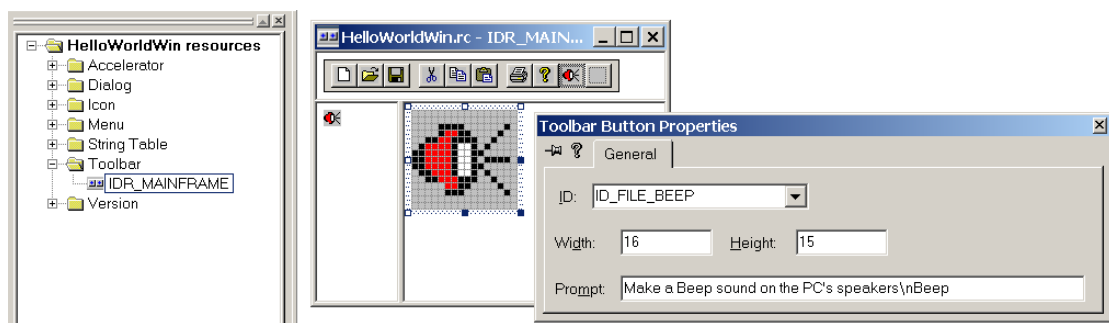 HelloWorldWin resources
Accelerator
Dialog
Icon
Menu
String Table
Toolbar
IDR_MAINFRAME
Version
HelloWorldWin.rc - IDR_MAIN...
Toolbar Button Properties
General
ID: ID_FILE_BEEP
Width: 16 Height: 15
Prompt: Make a Beep sound on the PC's speakers\nBeep